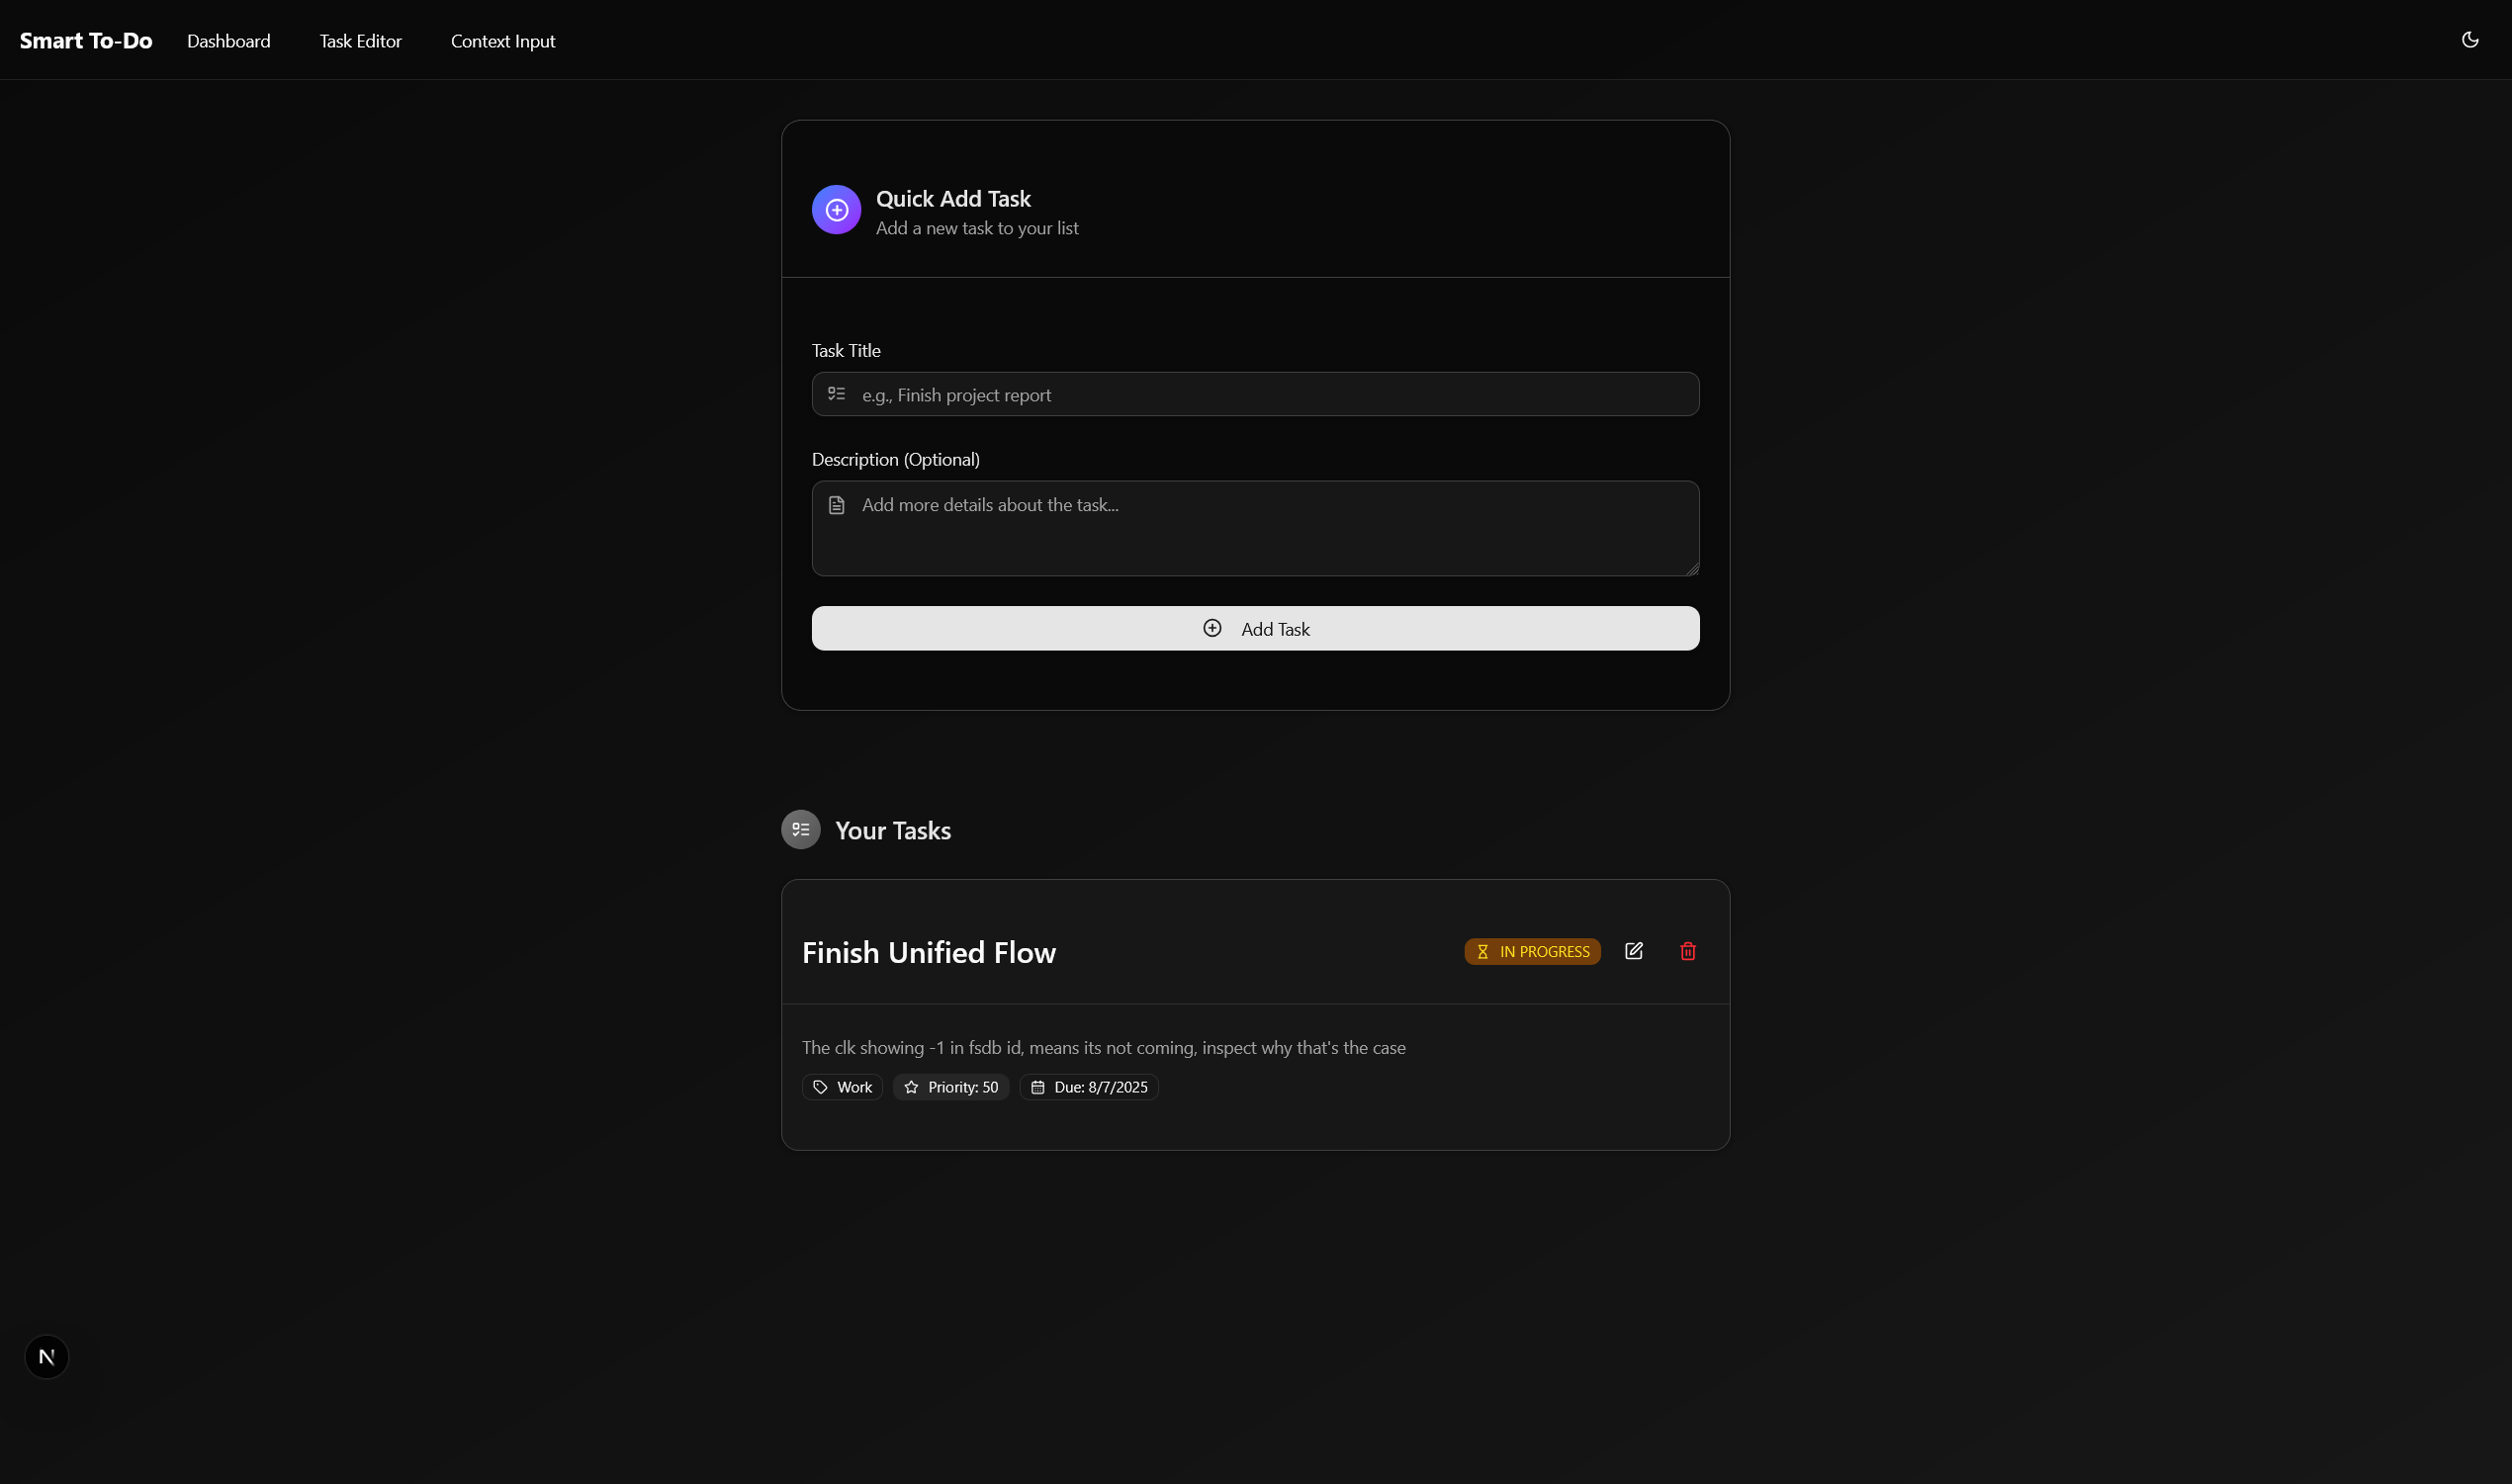 Smart To-Do Dashboard Task Editor Context Input
Quick Add Task
Add a new task to your list
Task Title
e.g., Finish project report
Description (Optional)
Add more details about the task...
Add Task
Your Tasks
Finish Unified Flow IN PROGRESS
The clk showing -1 in fsdb id, means its not coming, inspect why that's the case
Work Priority: 50 Due: 8/7/2025
N